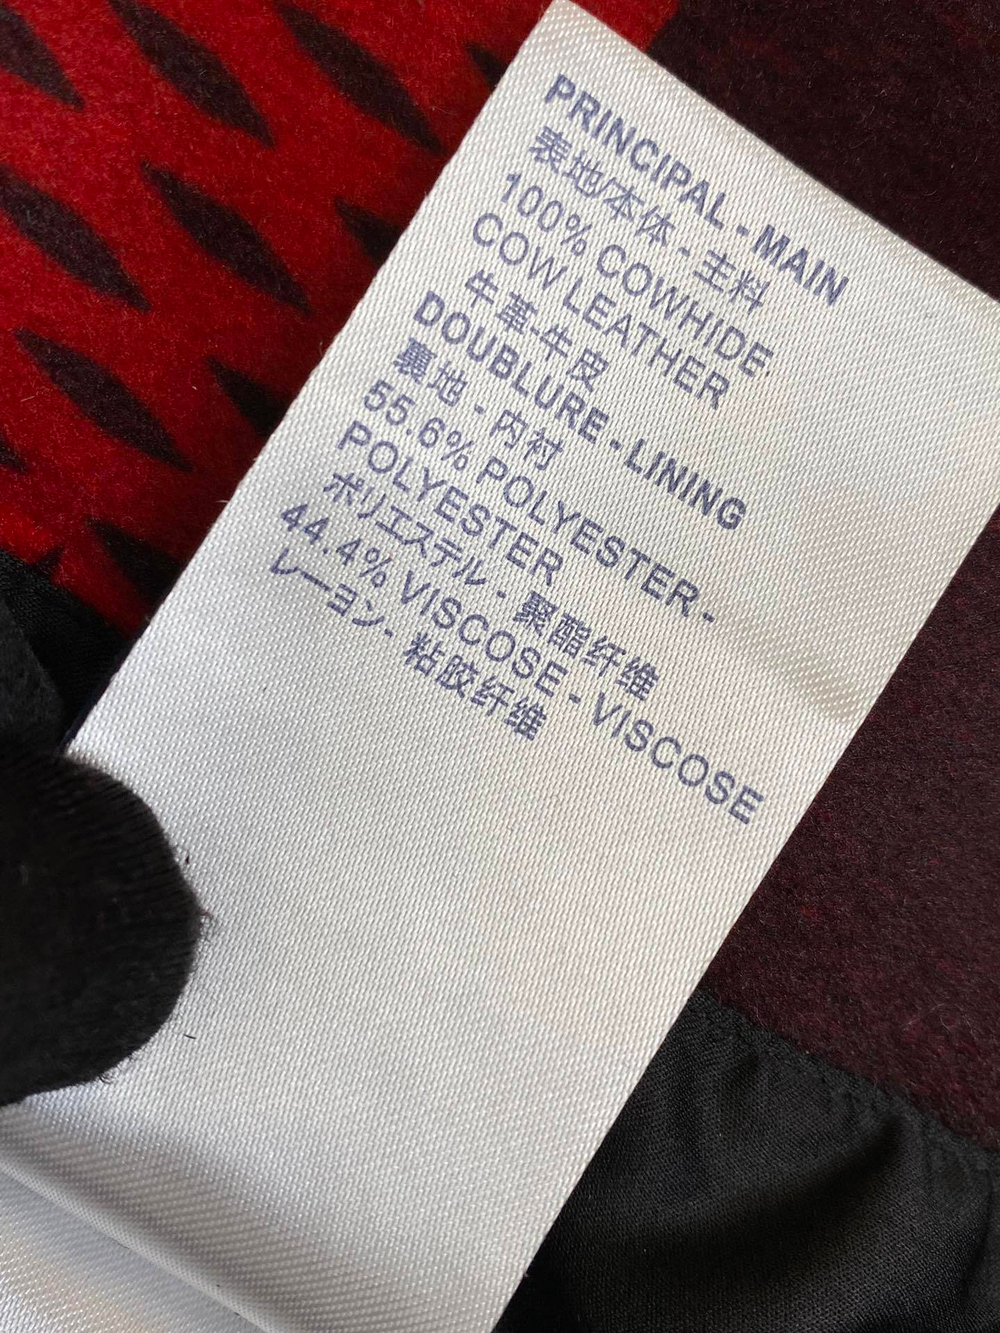 PRINCIPAL - MAIN
表地/本体 - 主料
100% COWHIDE
COW LEATHER
牛革-牛皮
DOUBLURE - LINING
裏地 - 内衬
55.6% POLYESTER -
POLYESTER
ポリエステル - 聚酯纤维
44.4% VISCOSE - VISCOSE
レーヨン - 粘胶纤维